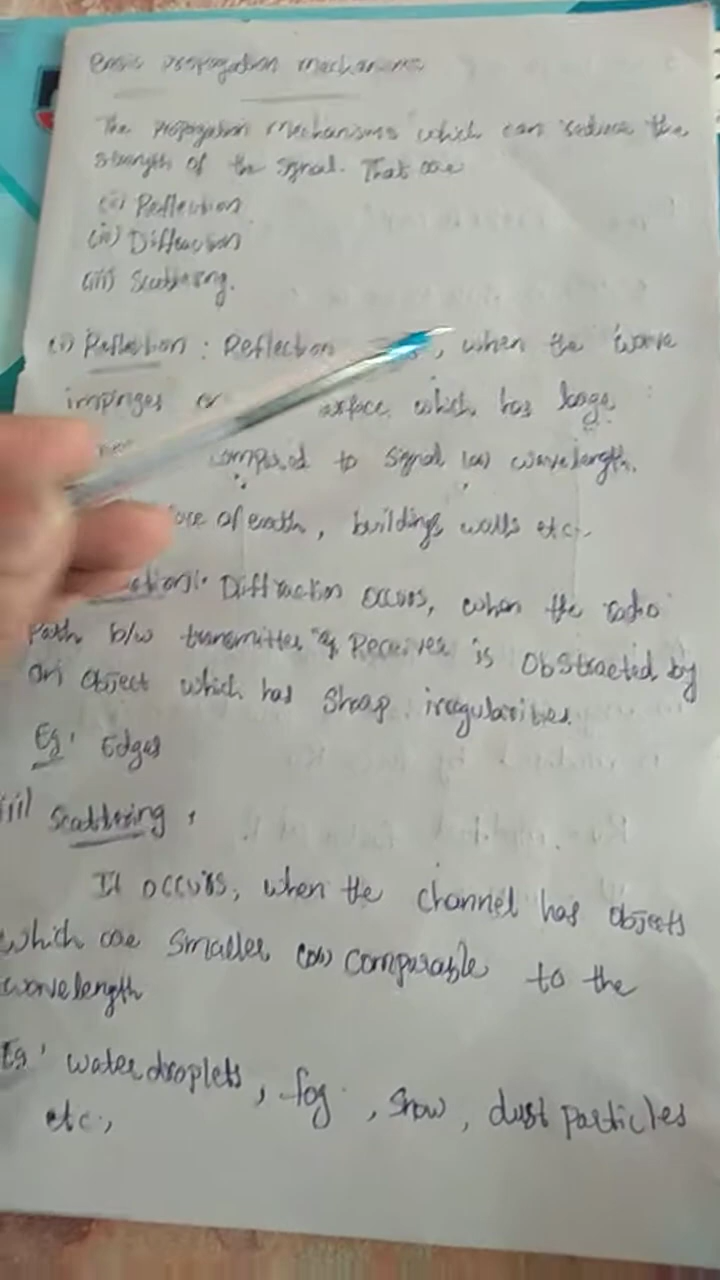 Basic propagation mechanisms
The propagation Mechanisms which can reduce the
strength of the signal. That are
(i) Reflection
(ii) Diffraction
(iii) Scattering.
(i) Reflection : Reflection , when the wave
impinges which has large
compared to signal (or) wavelength.
of earth, buildings walls etc.
Diffraction occurs, when the radio
path b/w transmitter & Receiver is obstracted by
an object which has sharp irregularities.
Eg: Edges
iii) Scattering :
It occurs, when the channel has objects
which are smaller (or) comparable to the
wavelength
Eg: water droplets, fog, snow, dust particles
etc.,